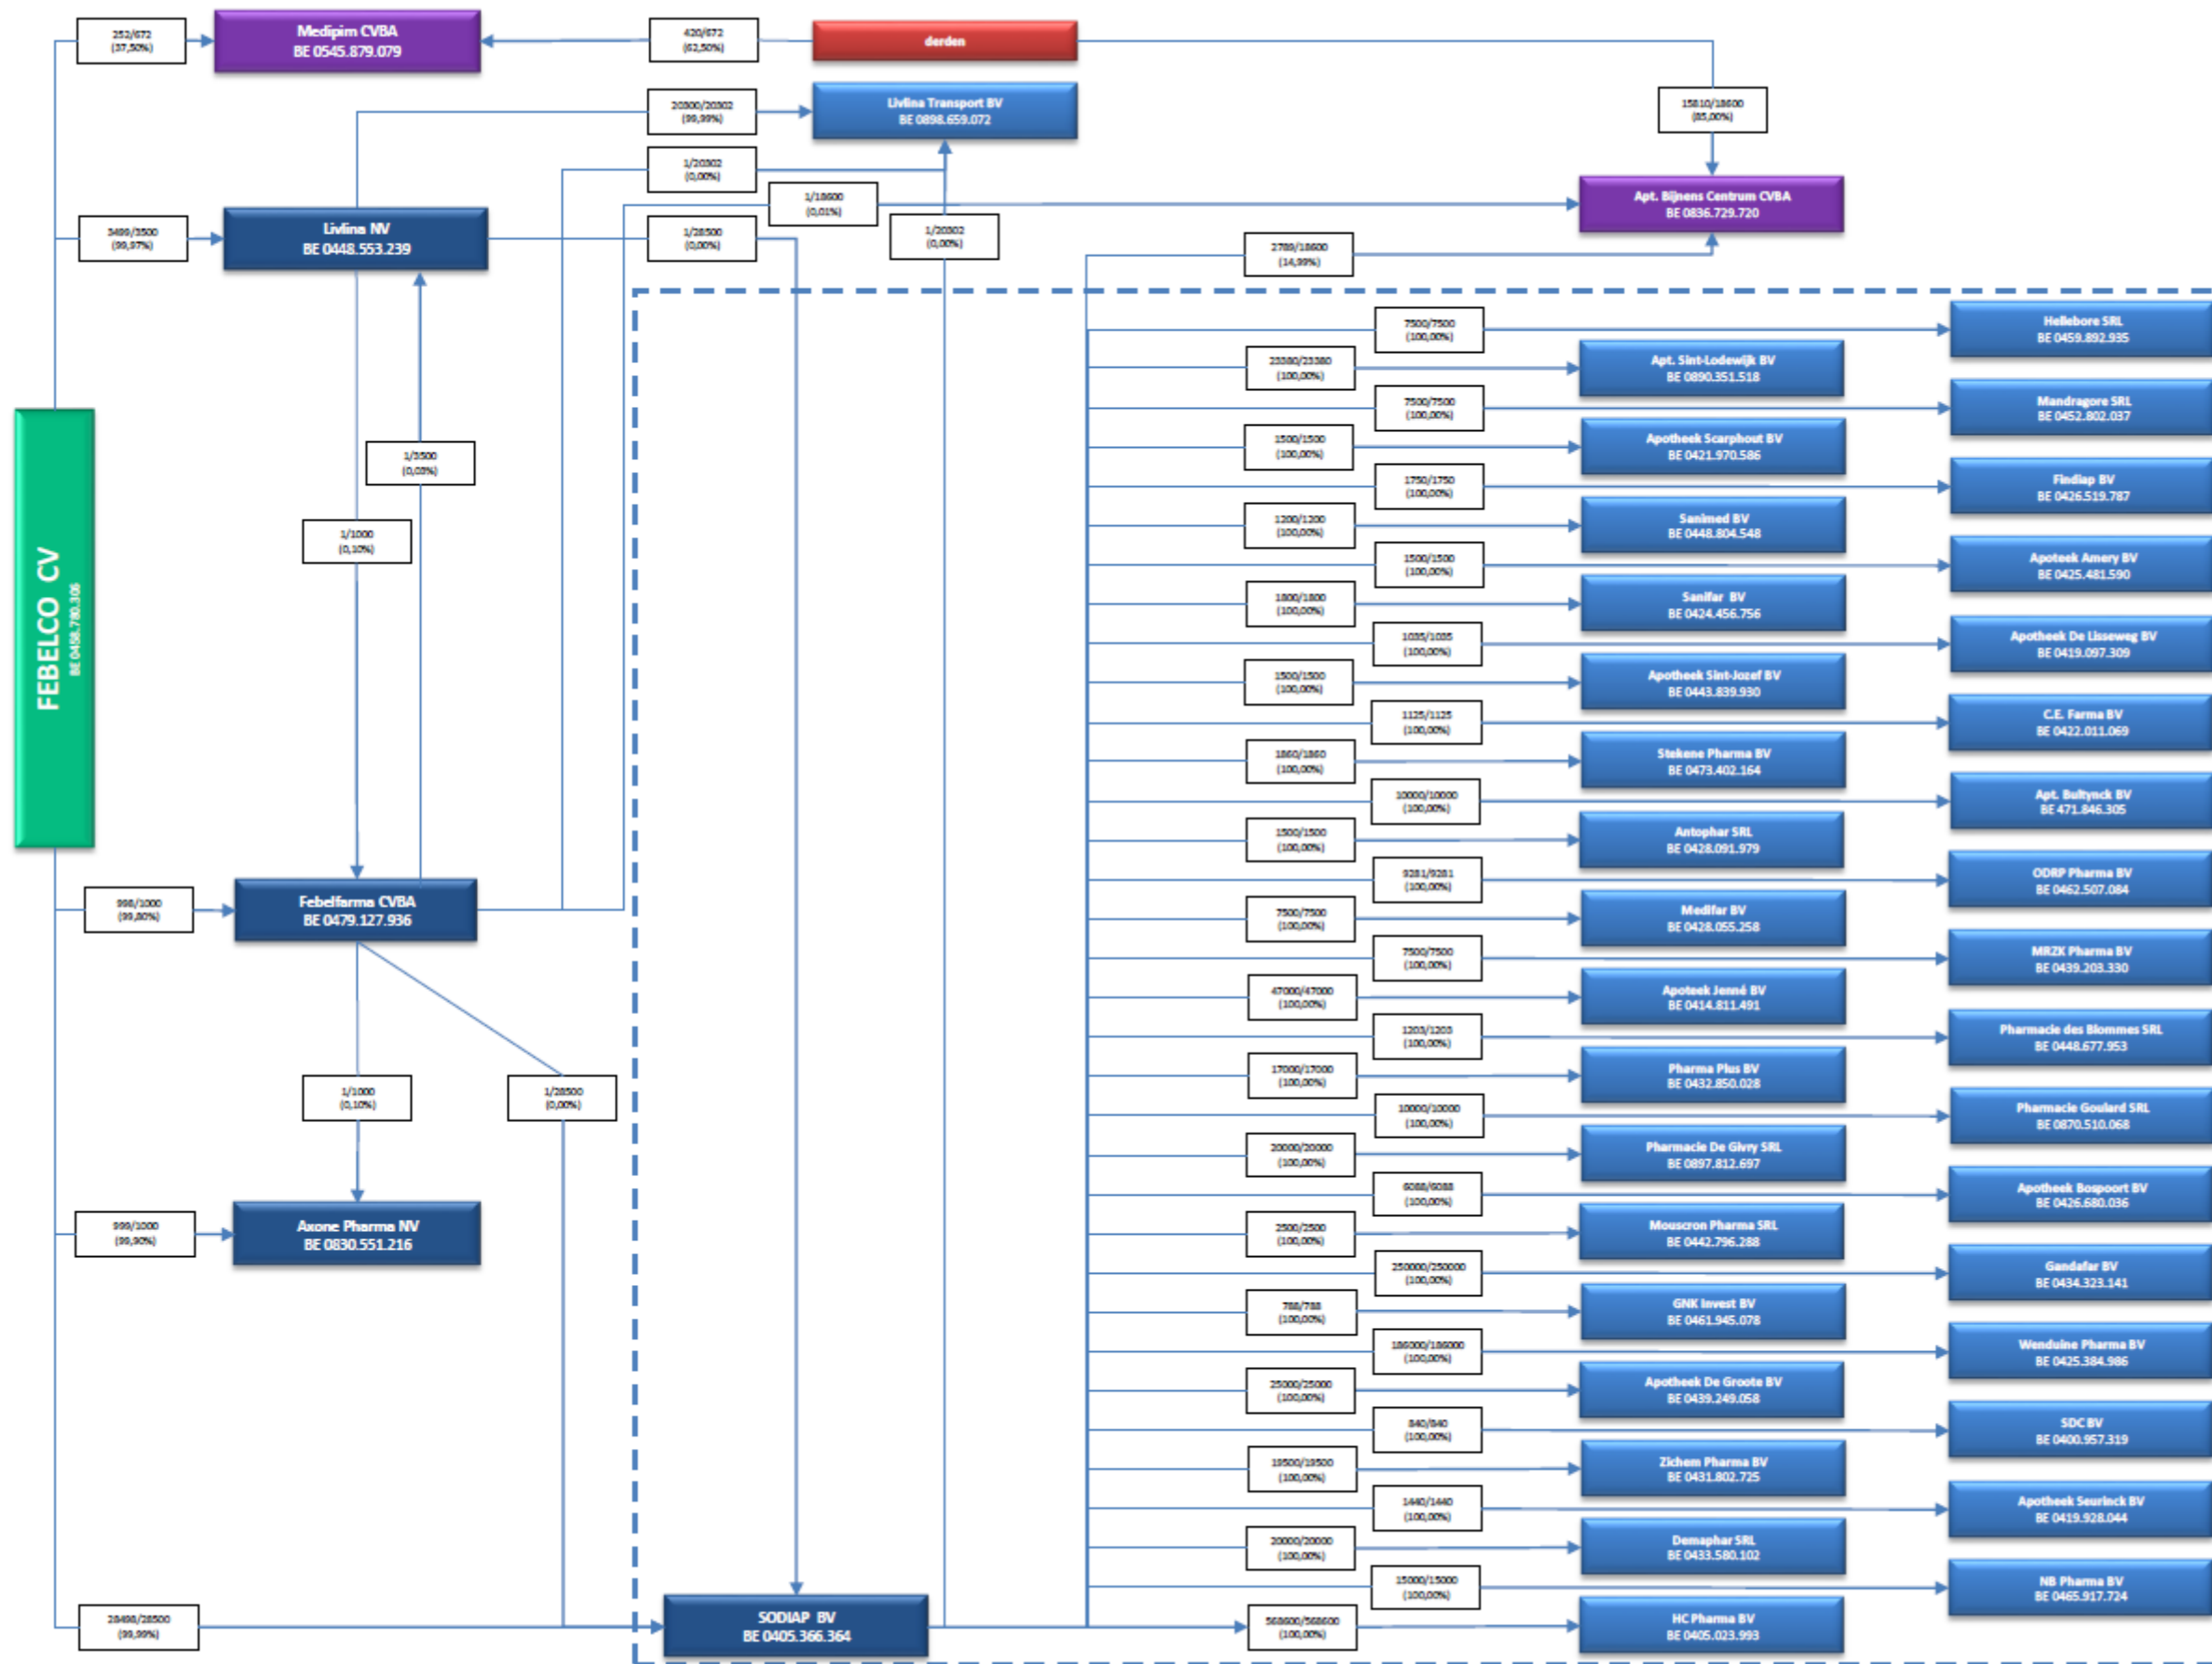 252/672
(37,50%)
Medipim CVBA
BE 0545.879.079
420/672
(62,50%)
derden
20300/20302
(99,99%)
Livlina Transport BV
BE 0898.659.072
15810/18600
(85,00%)
1/20302
(0,00%)
1/18600
(0,01%)
Apt. Bijnens Centrum CVBA
BE 0836.729.720
3499/3500
(99,97%)
Livlina NV
BE 0448.553.239
1/28500
(0,00%)
1/20302
(0,00%)
2789/18600
(14,99%)
7500/7500
(100,00%)
Hellebore SRL
BE 0459.892.935
23380/23380
(100,00%)
Apt. Sint-Lodewijk BV
BE 0890.351.518
7500/7500
(100,00%)
Mandragore SRL
BE 0452.802.037
1/3500
(0,03%)
1500/1500
(100,00%)
Apotheek Scarphout BV
BE 0421.970.586
1750/1750
(100,00%)
Findiap BV
BE 0426.519.787
1/1000
(0,10%)
1200/1200
(100,00%)
Sanimed BV
BE 0448.804.548
1500/1500
(100,00%)
Apoteek Amery BV
BE 0425.481.590
FEBELCO CV
BE 0458.780.306
1800/1800
(100,00%)
Sanifar BV
BE 0424.456.756
1035/1035
(100,00%)
Apotheek De Lisseweg BV
BE 0419.097.309
1500/1500
(100,00%)
Apotheek Sint-Jozef BV
BE 0443.839.930
1125/1125
(100,00%)
C.E. Farma BV
BE 0422.011.069
1860/1860
(100,00%)
Stekene Pharma BV
BE 0473.402.164
10000/10000
(100,00%)
Apt. Bultynck BV
BE 471.846.305
1500/1500
(100,00%)
Antophar SRL
BE 0428.091.979
9281/9281
(100,00%)
ODRP Pharma BV
BE 0462.507.084
998/1000
(99,80%)
Febelfarma CVBA
BE 0479.127.936
7500/7500
(100,00%)
Medifar BV
BE 0428.055.258
7500/7500
(100,00%)
MRZK Pharma BV
BE 0439.203.330
47000/47000
(100,00%)
Apoteek Jenné BV
BE 0414.811.491
1203/1203
(100,00%)
Pharmacie des Blommes SRL
BE 0448.677.953
1/1000
(0,10%)
1/28500
(0,00%)
17000/17000
(100,00%)
Pharma Plus BV
BE 0432.850.028
10000/10000
(100,00%)
Pharmacie Goulard SRL
BE 0870.510.068
20000/20000
(100,00%)
Pharmacie De Givry SRL
BE 0897.812.697
6088/6088
(100,00%)
Apotheek Bospoort BV
BE 0426.680.036
999/1000
(99,90%)
Axone Pharma NV
BE 0830.551.216
2500/2500
(100,00%)
Mouscron Pharma SRL
BE 0442.796.288
250000/250000
(100,00%)
Gandafar BV
BE 0434.323.141
788/788
(100,00%)
GNK Invest BV
BE 0461.945.078
186000/186000
(100,00%)
Wenduine Pharma BV
BE 0425.384.986
25000/25000
(100,00%)
Apotheek De Groote BV
BE 0439.249.058
840/840
(100,00%)
SDC BV
BE 0400.957.319
19500/19500
(100,00%)
Zichem Pharma BV
BE 0431.802.725
1440/1440
(100,00%)
Apotheek Seurinck BV
BE 0419.928.044
20000/20000
(100,00%)
Demaphar SRL
BE 0433.580.102
15000/15000
(100,00%)
NB Pharma BV
BE 0465.917.724
28498/28500
(99,99%)
SODIAP BV
BE 0405.366.364
568600/568600
(100,00%)
HC Pharma BV
BE 0405.023.993